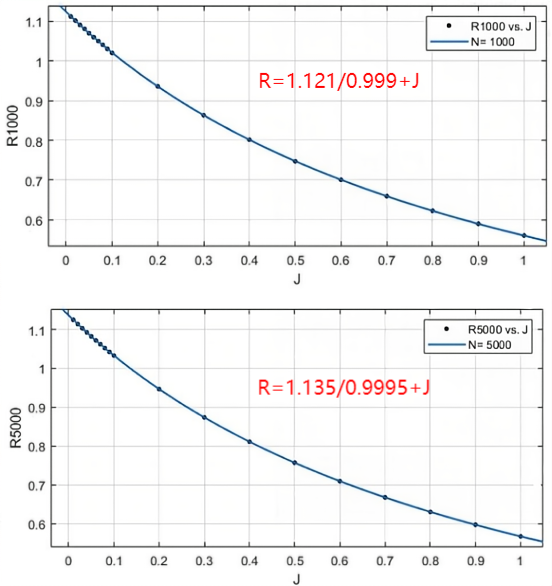 1.1
1
0.9
0.8
0.7
0.6
R1000
R1000 vs. J
N= 1000
R=1.121/0.999+J
0 0.1 0.2 0.3 0.4 0.5 0.6 0.7 0.8 0.9 1
J
1.1
1
0.9
0.8
0.7
0.6
R5000
R5000 vs. J
N= 5000
R=1.135/0.9995+J
0 0.1 0.2 0.3 0.4 0.5 0.6 0.7 0.8 0.9 1
J